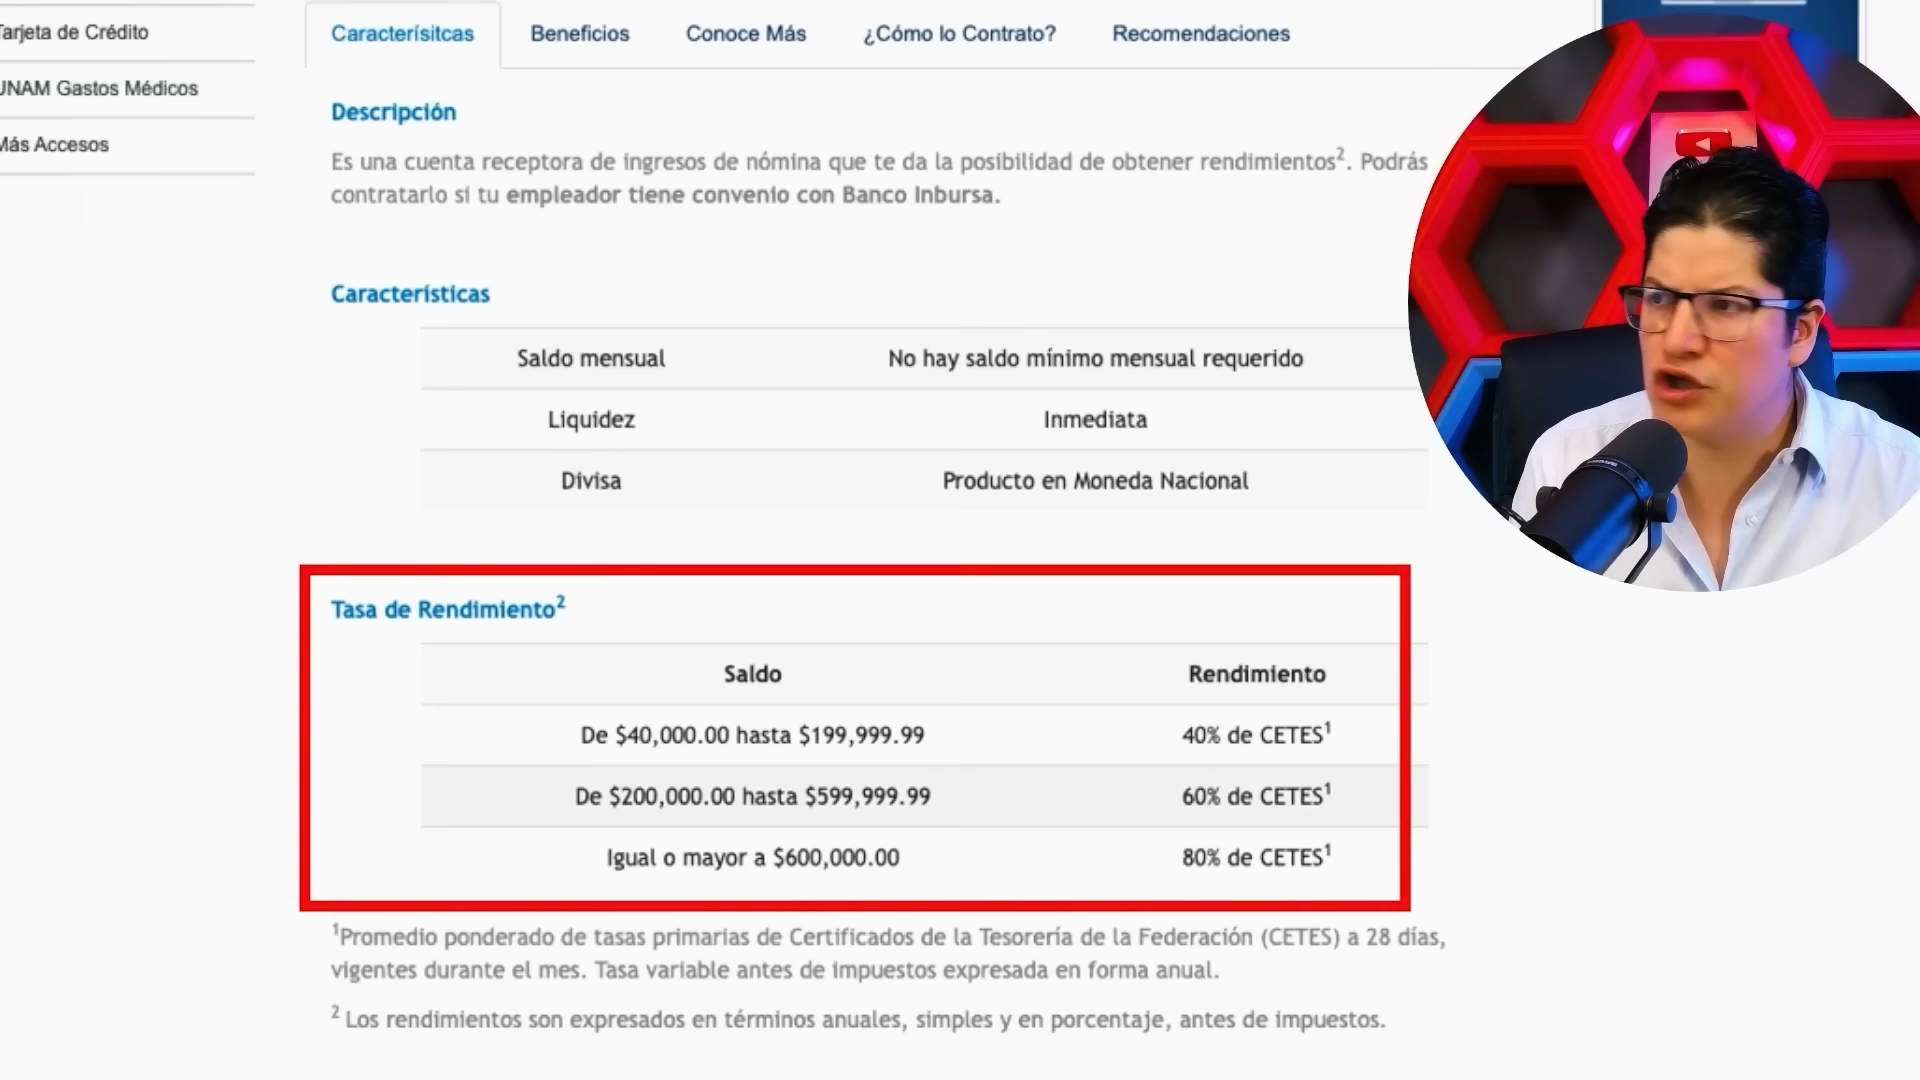 Tarjeta de Crédito
UNAM Gastos Médicos
Más Accesos
Caracterísitcas
Beneficios
Conoce Más
¿Cómo lo Contrato?
Recomendaciones
Descripción
Es una cuenta receptora de ingresos de nómina que te da la posibilidad de obtener rendimientos². Podrás
contratarlo si tu empleador tiene convenio con Banco Inbursa.
Características
Saldo mensual No hay saldo mínimo mensual requerido
Liquidez Inmediata
Divisa Producto en Moneda Nacional
Tasa de Rendimiento²
Saldo Rendimiento
De $40,000.00 hasta $199,999.99 40% de CETES¹
De $200,000.00 hasta $599,999.99 60% de CETES¹
Igual o mayor a $600,000.00 80% de CETES¹
¹Promedio ponderado de tasas primarias de Certificados de la Tesorería de la Federación (CETES) a 28 días,
vigentes durante el mes. Tasa variable antes de impuestos expresada en forma anual.
² Los rendimientos son expresados en términos anuales, simples y en porcentaje, antes de impuestos.